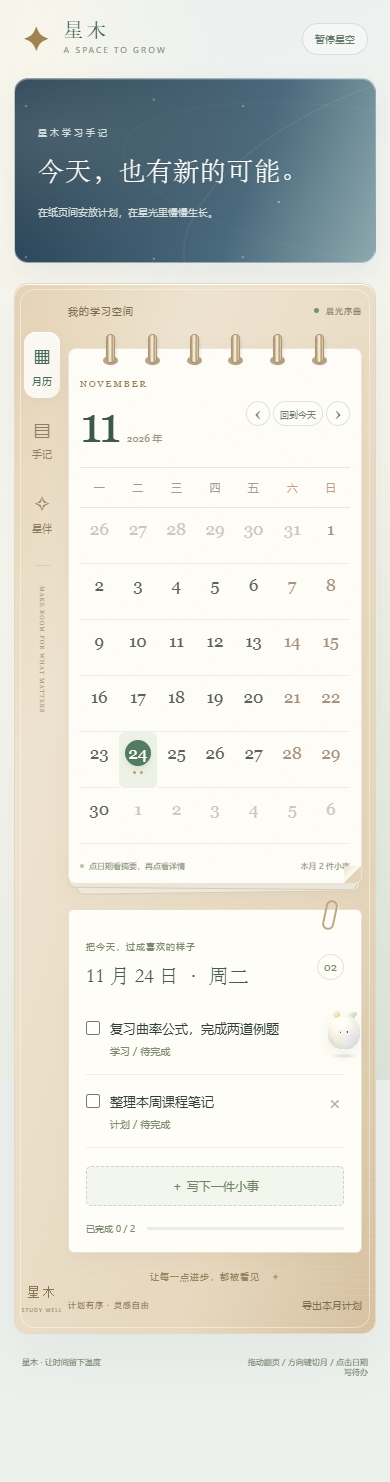 星木
A SPACE TO GROW
暂停星空
星木学习手记
今天，也有新的可能。
在纸页间安放计划，在星光里慢慢生长。
我的学习空间
晨光序曲
月历
手记
星伴
MAKE ROOM FOR WHAT MATTERS
NOVEMBER
11 2026 年
回到今天
一 二 三 四 五 六 日
26 27 28 29 30 31 1
2 3 4 5 6 7 8
9 10 11 12 13 14 15
16 17 18 19 20 21 22
23 24 25 26 27 28 29
30 1 2 3 4 5 6
点日期看摘要，再点看详情
本月 2 件小事
把今天，过成喜欢的样子
11 月 24 日 · 周二
02
复习曲率公式，完成两道例题
学习 / 待完成
整理本周课程笔记
计划 / 待完成
+ 写下一件小事
已完成 0 / 2
让每一点进步，都被看见
星木
STUDY WELL
计划有序 · 灵感自由
导出本月计划
星木 · 让时间留下温度
拖动翻页 / 方向键切月 / 点击日期
写待办